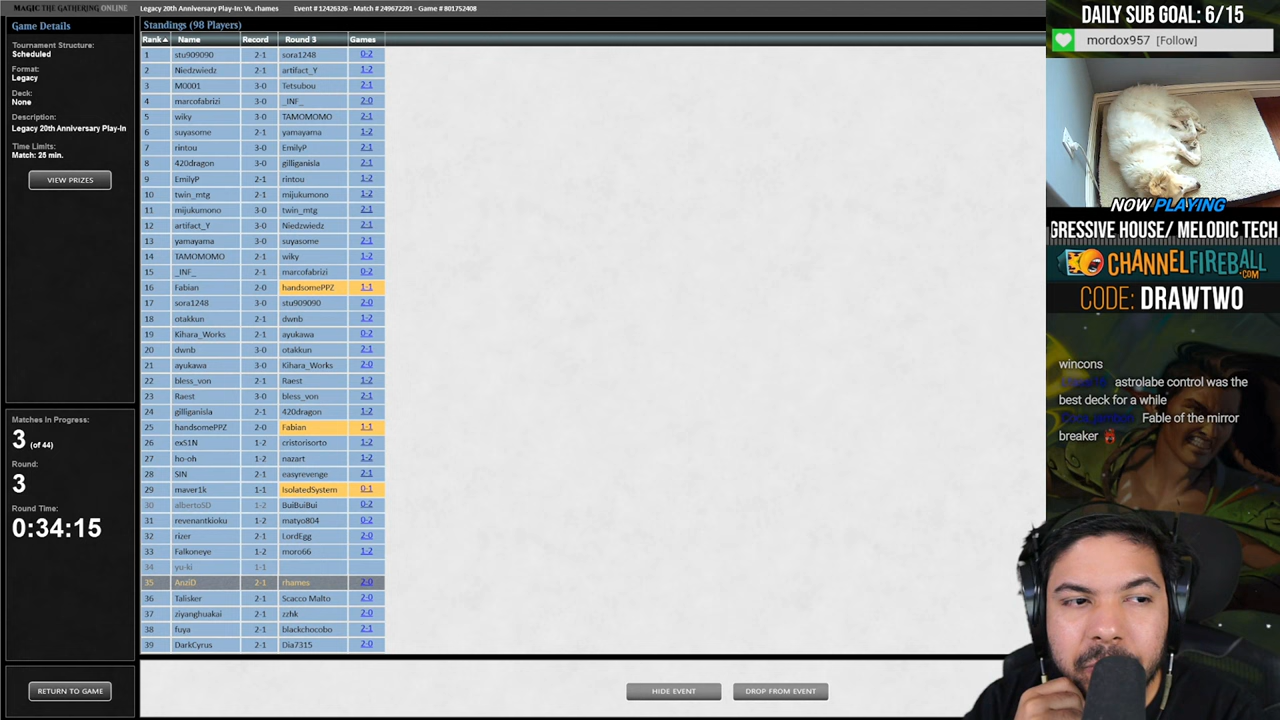 MAGIC THE GATHERING ONLINE
Legacy 20th Anniversary Play-In: Vs. rhames Event # 12426326 - Match # 249672291 - Game # 801752408
Game Details
Tournament Structure:
Scheduled
Format:
Legacy
Deck:
None
Description:
Legacy 20th Anniversary Play-In
Time Limits:
Match: 25 min.
VIEW PRIZES
Matches In Progress:
3 (of 44)
Round:
3
Round Time:
0:34:15
RETURN TO GAME
Standings (98 Players)
Rank Name Record Round 3 Games
1 stu909090 2-1 sora1248 0-2
2 Niedzwiedz 2-1 artifact_Y 1-2
3 M0001 3-0 Tetsubou 2-1
4 marcofabrizi 3-0 _INF_ 2-0
5 wiky 3-0 TAMOMOMO 2-1
6 suyasome 2-1 yamayama 1-2
7 rintou 3-0 EmilyP 2-1
8 420dragon 3-0 gilliganisla 2-1
9 EmilyP 2-1 rintou 1-2
10 twin_mtg 2-1 mijukumono 1-2
11 mijukumono 3-0 twin_mtg 2-1
12 artifact_Y 3-0 Niedzwiedz 2-1
13 yamayama 3-0 suyasome 2-1
14 TAMOMOMO 2-1 wiky 1-2
15 _INF_ 2-1 marcofabrizi 0-2
16 Fabian 2-0 handsomePPZ 1-1
17 sora1248 3-0 stu909090 2-0
18 otakkun 2-1 dwnb 1-2
19 Kihara_Works 2-1 ayukawa 0-2
20 dwnb 3-0 otakkun 2-1
21 ayukawa 3-0 Kihara_Works 2-0
22 bless_von 2-1 Raest 1-2
23 Raest 3-0 bless_von 2-1
24 gilliganisla 2-1 420dragon 1-2
25 handsomePPZ 2-0 Fabian 1-1
26 exS1N 1-2 cristorisorto 1-2
27 ho-oh 1-2 nazart 1-2
28 SIN 2-1 easyrevenge 2-1
29 maver1k 1-1 IsolatedSystem 0-1
30 albertoSD 1-2 BuiBuiBui 0-2
31 revenantkioku 1-2 matyo804 0-2
32 rizer 2-1 LordEgg 2-0
33 Falkoneye 1-2 moro66 1-2
34 yu-ki 1-1
35 AnziD 2-1 rhames 2-0
36 Talisker 2-1 Scacco Malto 2-0
37 ziyanghuakai 2-1 zzhk 2-0
38 fuya 2-1 blackchocobo 2-1
39 DarkCyrus 2-1 Dia7315 2-0
HIDE EVENT DROP FROM EVENT
DAILY SUB GOAL: 6/15
mordox957 [Follow]
NOW PLAYING
GRESSIVE HOUSE/ MELODIC TECH
CHANNELFIREBALL.COM
CODE: DRAWTWO
wincons
astrolabe control was the
best deck for a while
Fable of the mirror
breaker